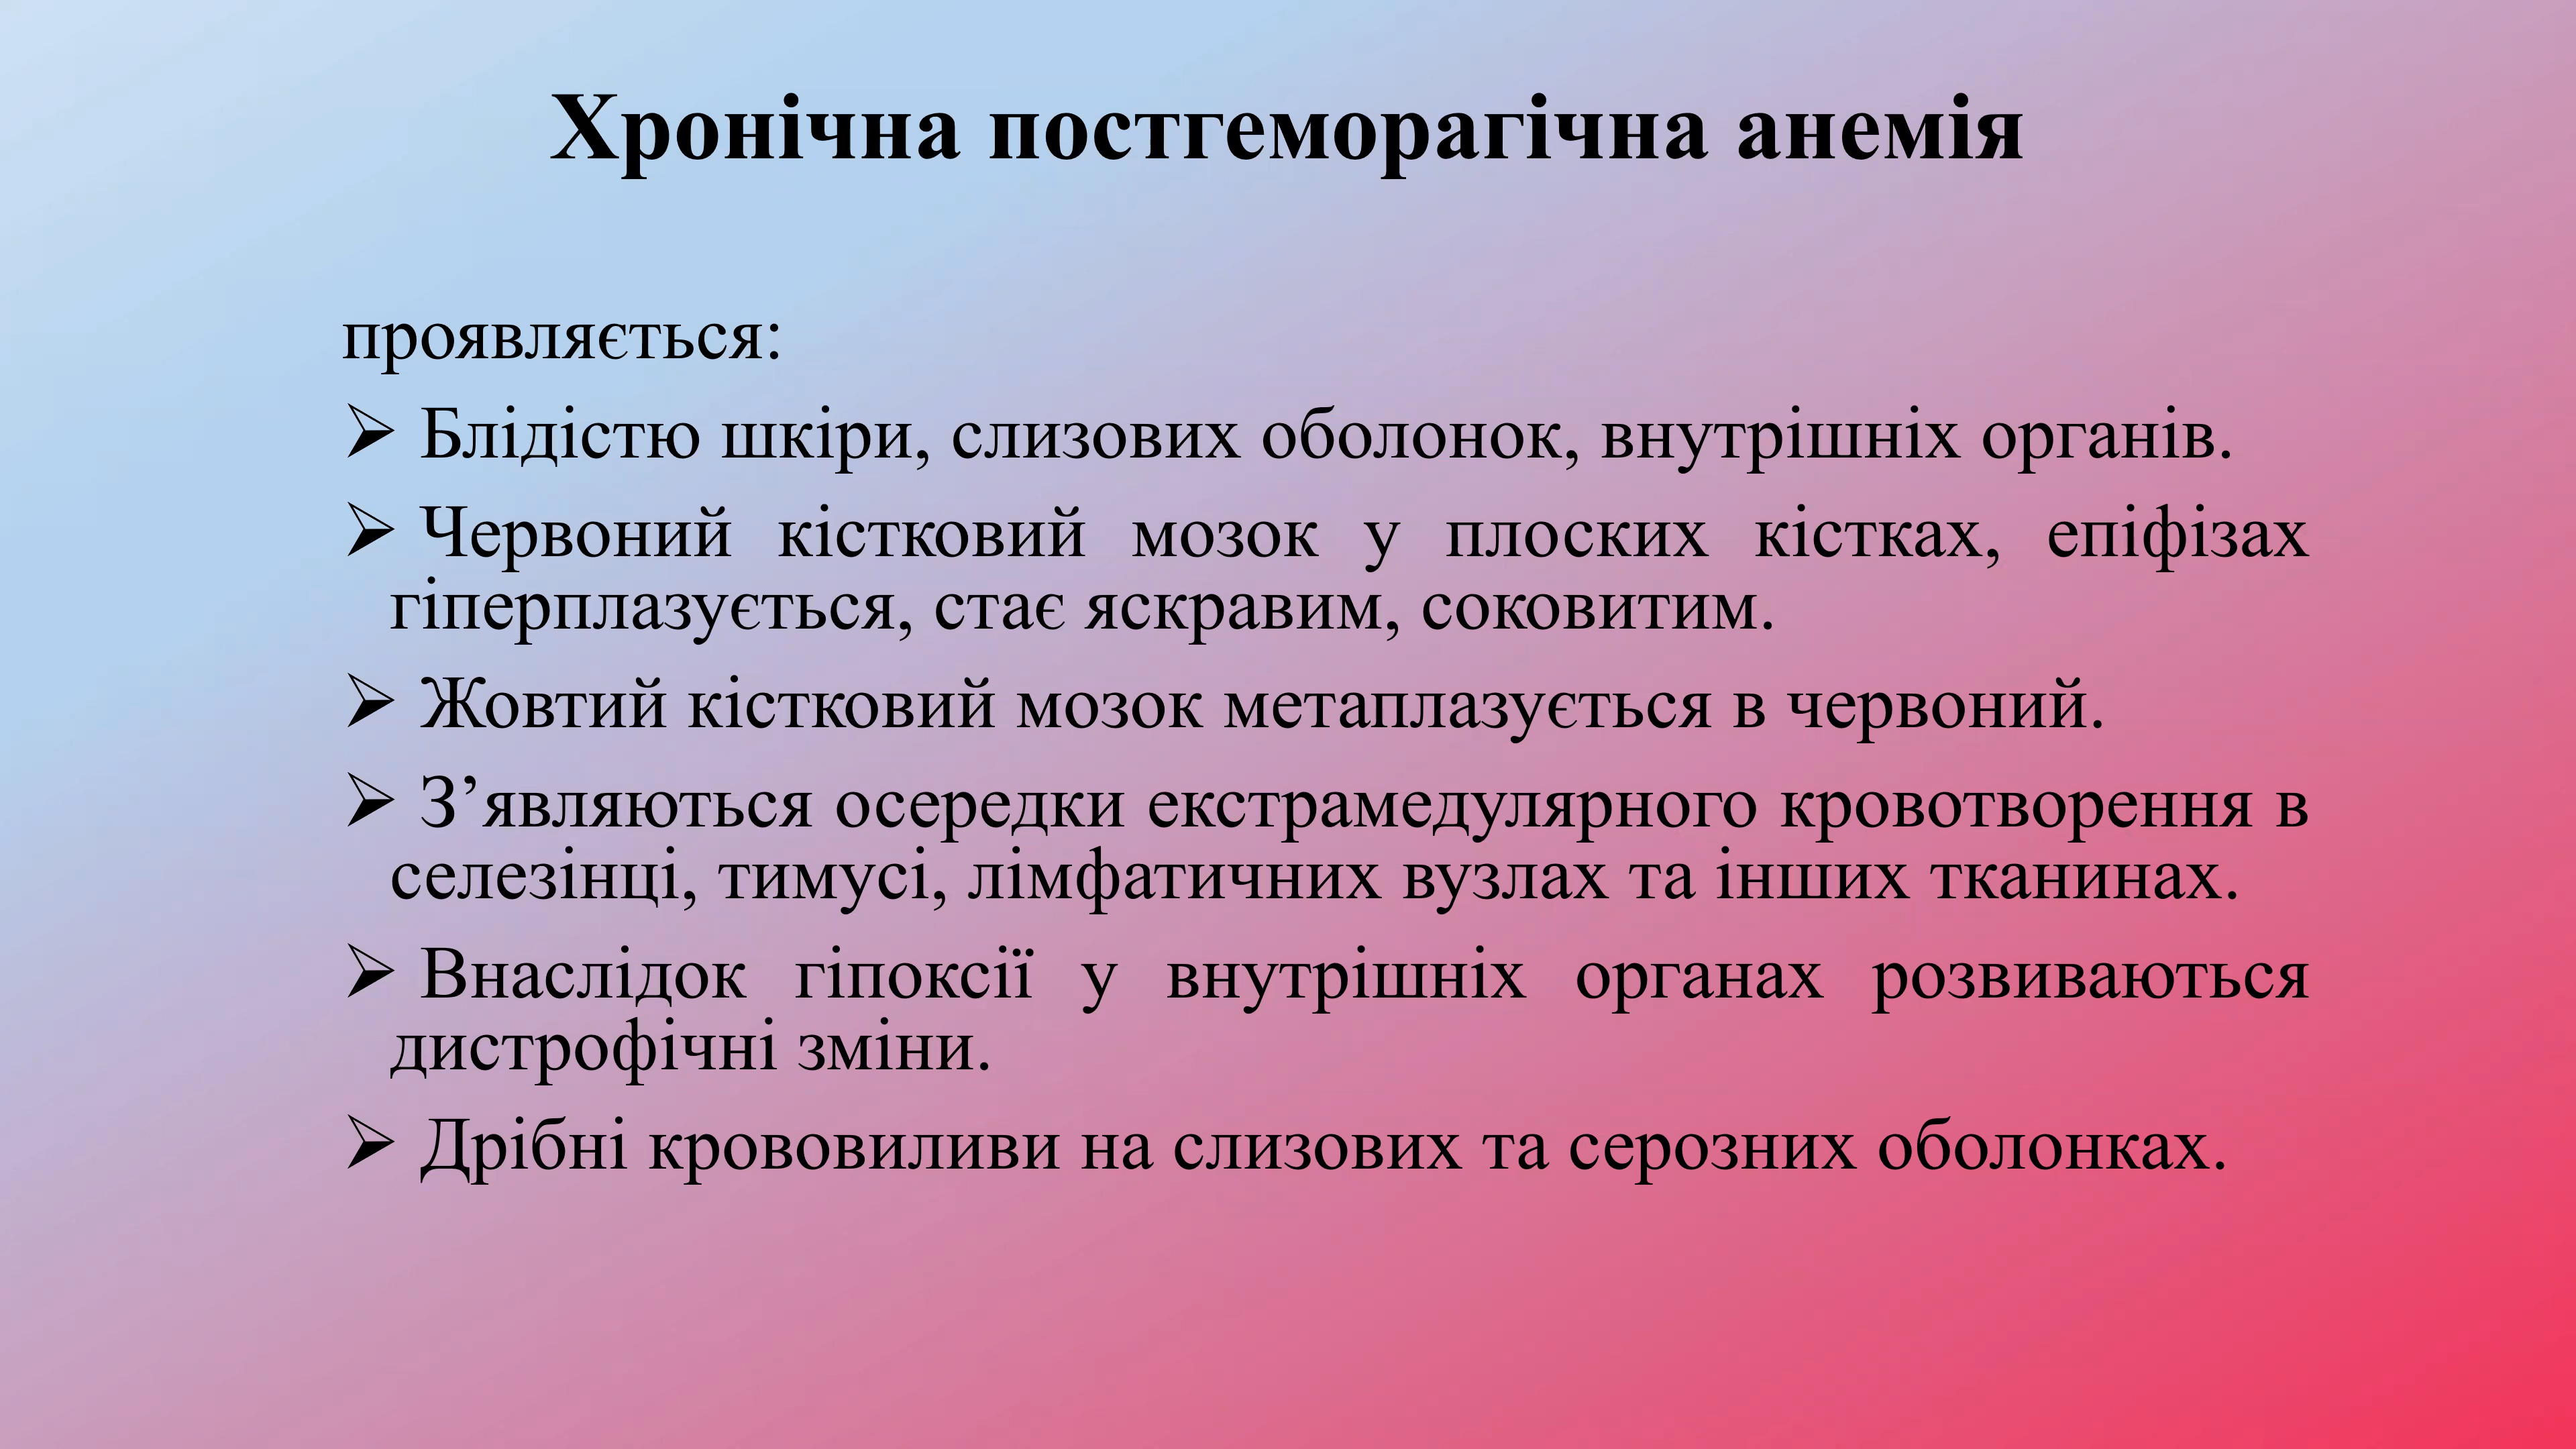 Хронічна постгеморагічна анемія
проявляється:
➢ Блідістю шкіри, слизових оболонок, внутрішніх органів.
➢ Червоний кістковий мозок у плоских кістках, епіфізах
гіперплазується, стає яскравим, соковитим.
➢ Жовтий кістковий мозок метаплазується в червоний.
➢ З’являються осередки екстрамедулярного кровотворення в
селезінці, тимусі, лімфатичних вузлах та інших тканинах.
➢ Внаслідок гіпоксії у внутрішніх органах розвиваються
дистрофічні зміни.
➢ Дрібні крововиливи на слизових та серозних оболонках.